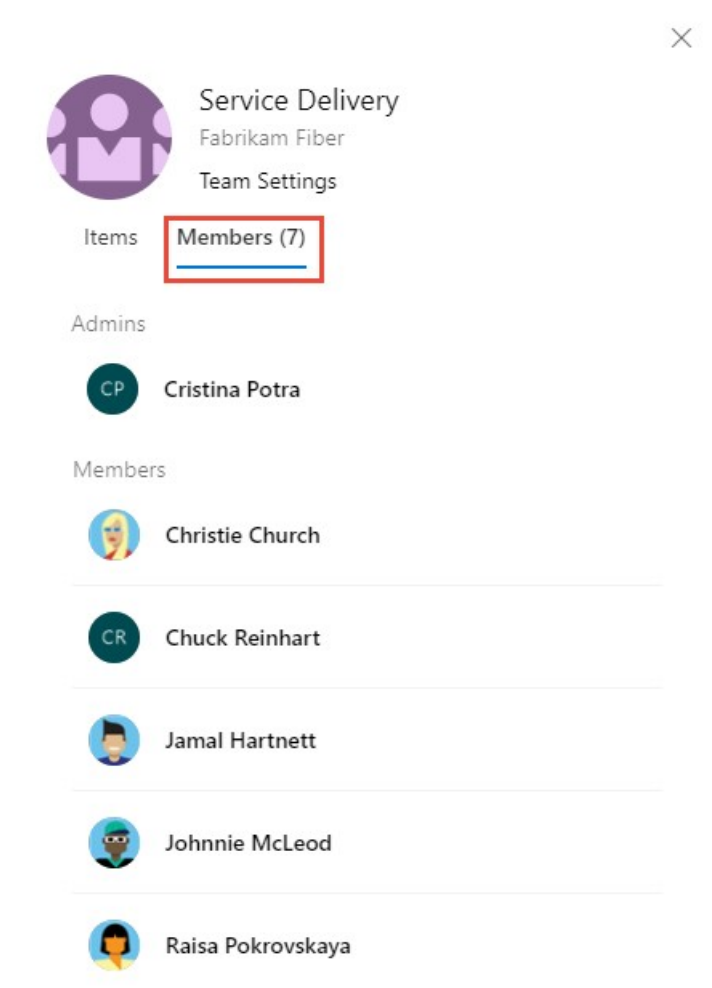 Service Delivery
Fabrikam Fiber
Team Settings
Items Members (7)
Admins
CP Cristina Potra
Members
Christie Church
CR Chuck Reinhart
Jamal Hartnett
Johnnie McLeod
Raisa Pokrovskaya